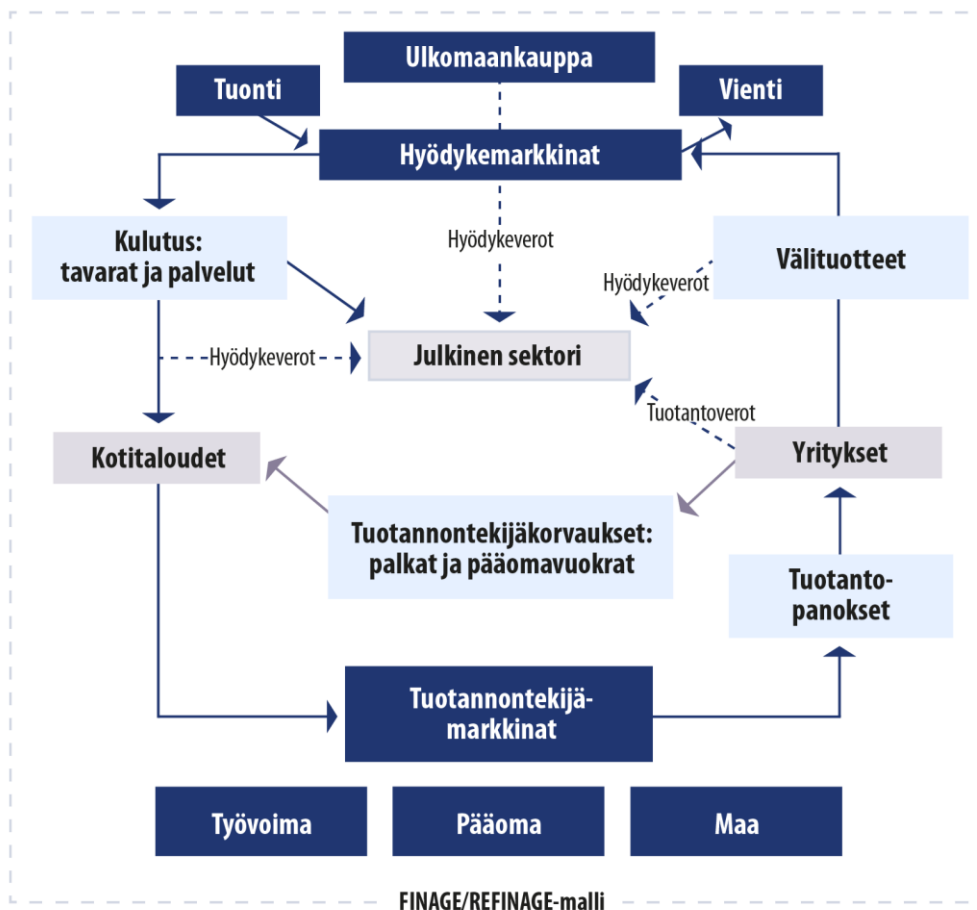 Ulkomaankauppa
Tuonti
Vienti
Hyödykemarkkinat
Kulutus:
tavarat ja palvelut
Hyödykeverot
Välituotteet
Hyödykeverot
Julkinen sektori
Hyödykeverot
Tuotantoverot
Kotitaloudet
Yritykset
Tuotannontekijäkorvaukset:
palkat ja pääomavuokrat
Tuotanto-
panokset
Tuotannontekijä-
markkinat
Työvoima
Pääoma
Maa
FINAGE/REFINAGE-malli